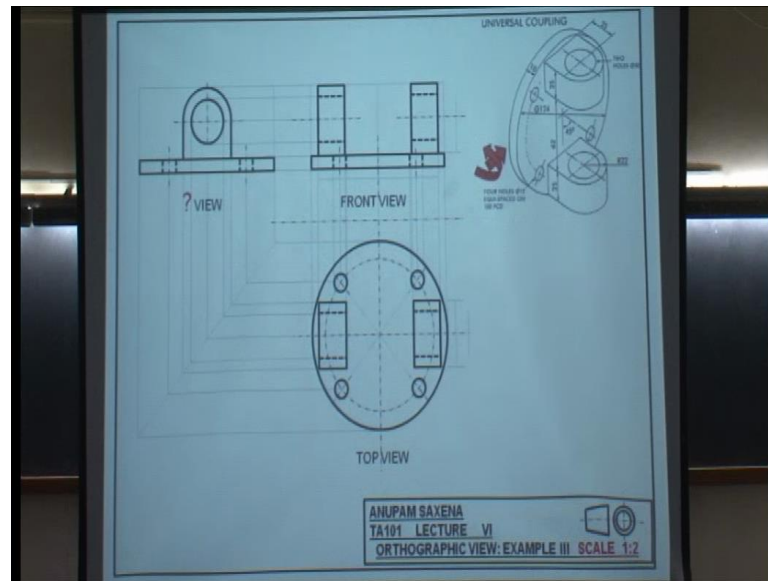 UNIVERSAL COUPLING
? VIEW
FRONT VIEW
TOP VIEW
ANUPAM SAXENA
TA101 LECTURE VI
ORTHOGRAPHIC VIEW: EXAMPLE III SCALE 1:2